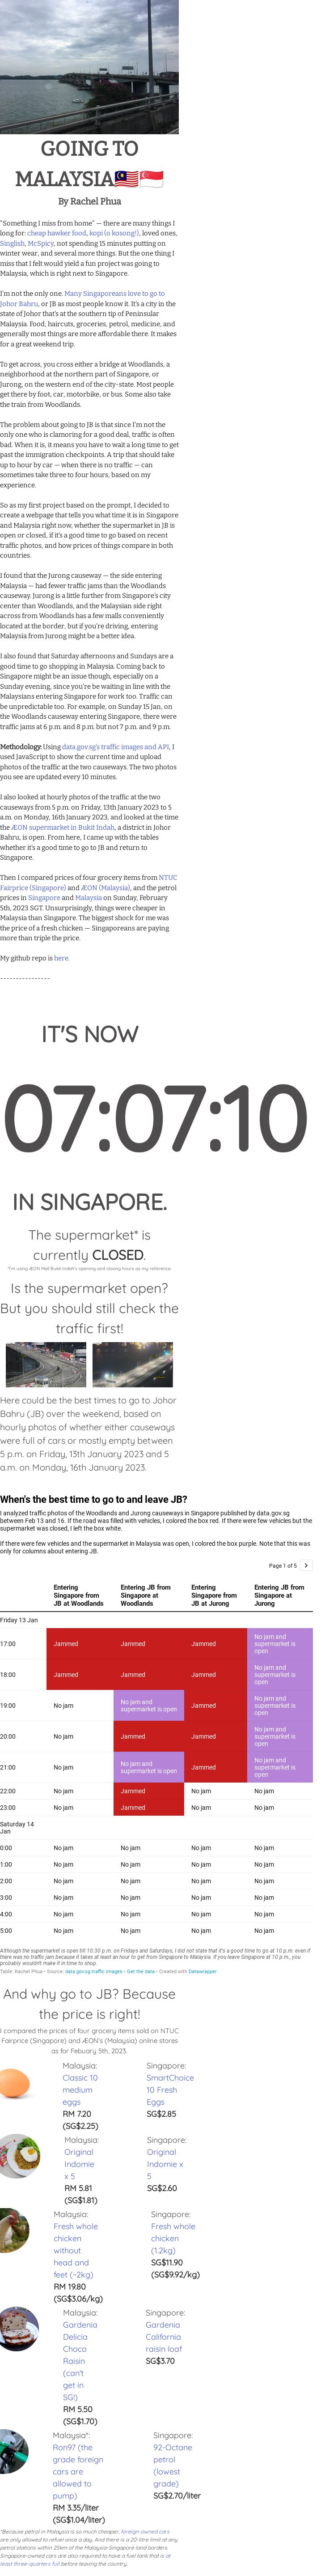 GOING TO
MALAYSIA🇲🇾🇸🇬
By Rachel Phua
"Something I miss from home" — there are many things I
long for: cheap hawker food, kopi (o kosong!), loved ones,
Singlish, McSpicy, not spending 15 minutes putting on
winter wear, and several more things. But the one thing I
miss that I felt would yield a fun project was going to
Malaysia, which is right next to Singapore.
I'm not the only one. Many Singaporeans love to go to
Johor Bahru, or JB as most people know it. It's a city in the
state of Johor that's at the southern tip of Peninsular
Malaysia. Food, haircuts, groceries, petrol, medicine, and
generally most things are more affordable there. It makes
for a great weekend trip.
To get across, you cross either a bridge at Woodlands, a
neighborhood at the northern part of Singapore, or
Jurong, on the western end of the city-state. Most people
get there by foot, car, motorbike, or bus. Some also take
the train from Woodlands.
The problem about going to JB is that since I'm not the
only one who is clamoring for a good deal, traffic is often
bad. When it is, means you have to wait a long time to get
past the immigration checkpoints. A trip that should take
up to hour by car — when there is no traffic — can
sometimes take three to four hours, based on my
experience.
So as my first project based on the prompt, I decided to
create a webpage that tells you what time it is in Singapore
and Malaysia right now, whether the supermarket in JB is
open or closed, if it's a good time to go based on recent
traffic photos, and how prices of things compare in both
countries.
I found that the Jurong causeway — the side entering
Malaysia — had fewer traffic jams than the Woodlands
causeway. Jurong is a little further from Singapore's city
center than Woodlands, and the Malaysian side right
across from Woodlands has a few malls conveniently
located at the border, but if you're driving, entering
Malaysia from Jurong might be a better idea.
I also found that Saturday afternoons and Sundays are a
good time to go shopping in Malaysia. Coming back to
Singapore might be an issue though, especially on a
Sunday evening, since you're be waiting in line with the
Malaysians entering Singapore for work too. Traffic can
be unpredictable too. For example, on Sunday, 15 Jan, on
the Woodlands causeway entering Singapore, there were
traffic jams at 6 p.m. and 8 p.m. but not 7 p.m. and 9 p.m.
Methodology: Using data.gov.sg's traffic images and API, I
used JavaScript to show the current time and upload
photos of the traffic at the two causeways. The two photos
you see are updated every 10 minutes.
I also looked at hourly photos of the traffic at the two
causeways from 5 p.m. on Friday, 13th January 2023 to 5
a.m. on Monday, 16th January 2023, and looked at the time
the ÆON supermarket in Bukit Indah, a district in Johor
Bahru, is open. From here, I came up with the tables
whether it's a good time to go to JB and return to
Singapore.
Then I compared prices of four grocery items from NTUC
Fairprice (Singapore) and ÆON (Malaysia), and the petrol
prices in Singapore and Malaysia on Sunday, February
5th, 2023 SGT. Unsurprisingly, things were cheaper in
Malaysia than Singapore. The biggest shock for me was
the price of a fresh chicken — Singaporeans are paying
more than triple the price.
My github repo is here.
----------------
IT'S NOW
07:07:10
IN SINGAPORE.
The supermarket* is
currently CLOSED.
*I'm using ÆON Mall Bukit Indah's opening and closing hours as my reference.
Is the supermarket open?
But you should still check the
traffic first!
Here could be the best times to go to Johor
Bahru (JB) over the weekend, based on
hourly photos of whether either causeways
were full of cars or mostly empty between
5 p.m. on Friday, 13th January 2023 and 5
a.m. on Monday, 16th January 2023.
When's the best time to go to and leave JB?
I analyzed traffic photos of the Woodlands and Jurong causeways in Singapore published by data.gov.sg
between Feb 13 and 16. If the road was filled with vehicles, I colored the box red. If there were few vehicles but the
supermarket was closed, I left the box white.
If there were few vehicles and the supermarket in Malaysia was open, I colored the box purple. Note that this was
only for columns about entering JB.
Page 1 of 5 >
Entering Singapore from JB at Woodlands Entering JB from Singapore at Woodlands Entering Singapore from JB at Jurong Entering JB from Singapore at Jurong
Friday 13 Jan
17:00 Jammed Jammed Jammed No jam and supermarket is open
18:00 Jammed Jammed Jammed No jam and supermarket is open
19:00 No jam No jam and supermarket is open Jammed No jam and supermarket is open
20:00 No jam Jammed Jammed No jam and supermarket is open
21:00 No jam No jam and supermarket is open Jammed No jam and supermarket is open
22:00 No jam Jammed No jam No jam
23:00 No jam Jammed No jam No jam
Saturday 14 Jan
0:00 No jam No jam No jam No jam
1:00 No jam No jam No jam No jam
2:00 No jam No jam No jam No jam
3:00 No jam No jam No jam No jam
4:00 No jam No jam No jam No jam
5:00 No jam No jam No jam No jam
Although the supermarket is open till 10.30 p.m. on Fridays and Saturdays, I did not state that it's a good time to go at 10 p.m. even if
there was no traffic jam because it takes at least an hour to get from Singapore to Malaysia. If you leave Singapore at 10 p.m., you
probably wouldn't make it in time to shop.
Table: Rachel Phua • Source: data.gov.sg traffic images • Get the data • Created with Datawrapper
And why go to JB? Because
the price is right!
I compared the prices of four grocery items sold on NTUC
Fairprice (Singapore) and ÆON's (Malaysia) online stores
as for Febuary 5th, 2023.
Malaysia:
Classic 10
medium
eggs
RM 7.20
(SG$2.25)
Singapore:
SmartChoice
10 Fresh
Eggs
SG$2.85
Malaysia:
Original
Indomie
x 5
RM 5.81
(SG$1.81)
Singapore:
Original
Indomie x
5
SG$2.60
Malaysia:
Fresh whole
chicken
without
head and
feet (~2kg)
RM 19.80
(SG$3.06/kg)
Singapore:
Fresh whole
chicken
(1.2kg)
SG$11.90
(SG$9.92/kg)
Malaysia:
Gardenia
Delicia
Choco
Raisin
(can't
get in
SG!)
RM 5.50
(SG$1.70)
Singapore:
Gardenia
California
raisin loaf
SG$3.70
Malaysia*:
Ron97 (the
grade foreign
cars are
allowed to
pump)
RM 3.35/liter
(SG$1.04/liter)
Singapore:
92-Octane
petrol
(lowest
grade)
SG$2.70/liter
*Because petrol in Malaysia is so much cheaper, foreign-owned cars
are only allowed to refuel once a day. And there is a 20-litre limit at any
petrol stations within 25km of the Malaysia-Singapore land borders.
Singapore-owned cars are also required to have a fuel tank that is at
least three-quarters full before leaving the country.